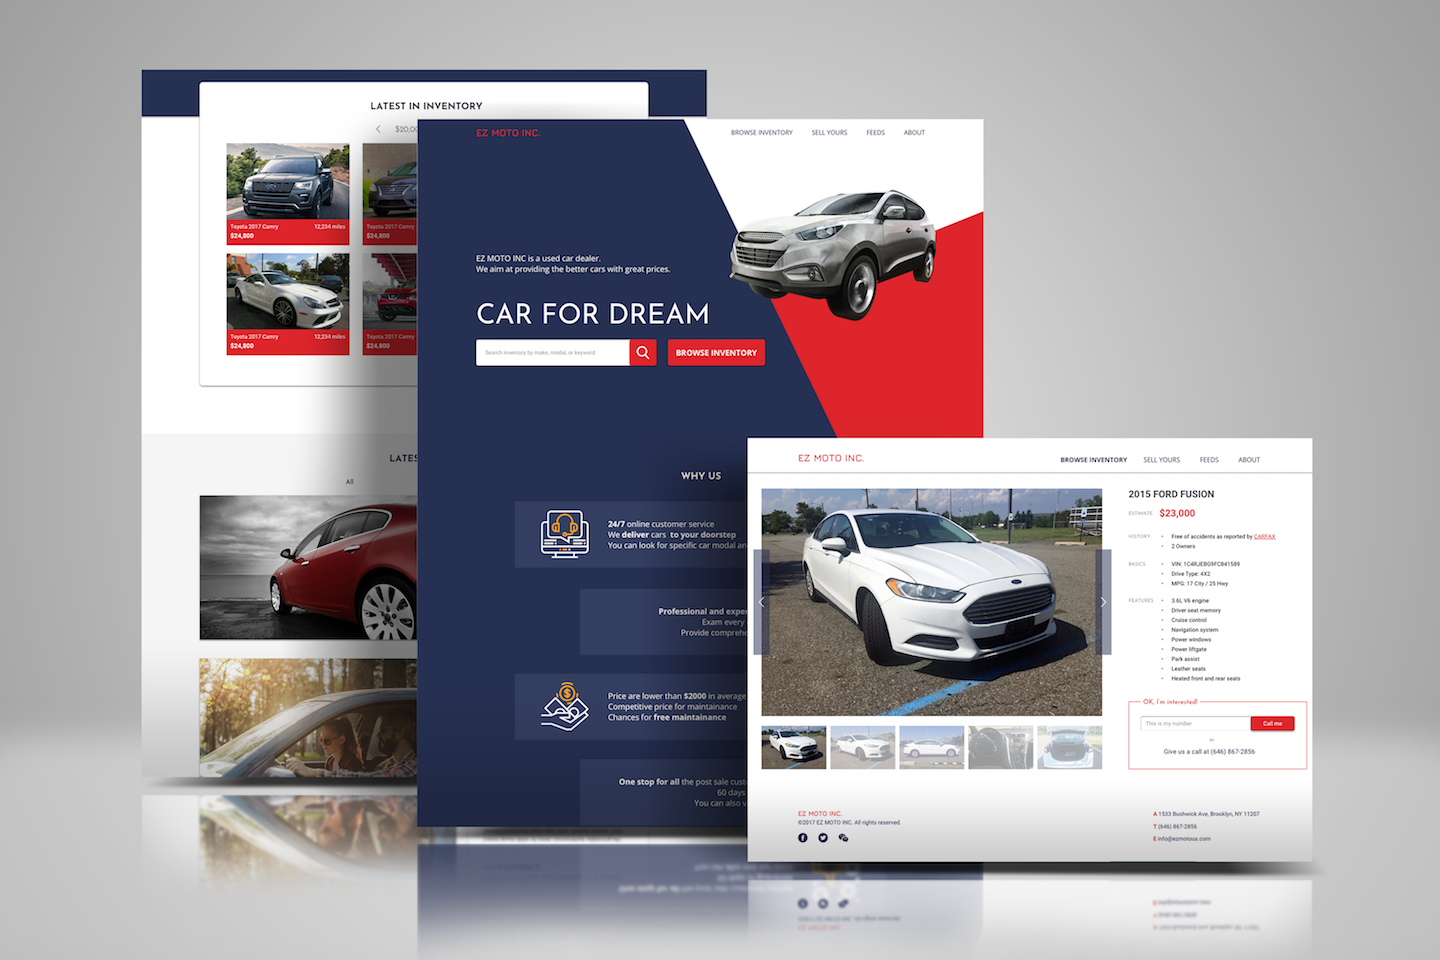 LATEST IN INVENTORY
$20,00
Toyota 2017 Camry 12,234 miles
$24,800
Toyota 2017 Camry
$24,800
Toyota 2017 Camry 12,234 miles
$24,800
Toyota 2017 Camry
$24,800
LATES
All
EZ MOTO INC.
BROWSE INVENTORY SELL YOURS FEEDS ABOUT
EZ MOTO INC is a used car dealer.
We aim at providing the better cars with great prices.
CAR FOR DREAM
Search inventory by make, modal, or keyword
BROWSE INVENTORY
WHY US
24/7 online customer service
We deliver cars to your doorstep
You can look for specific car modal an
Professional and exper
Exam every
Provide comprehe
Price are lower than $2000 in average
Competitive price for maintainance
Chances for free maintainance
One stop for all the post sale cust
60 days
You can also v
EZ MOTO INC.
BROWSE INVENTORY SELL YOURS FEEDS ABOUT
2015 FORD FUSION
ESTIMATE $23,000
HISTORY • Free of accidents as reported by CARFAX
• 2 Owners
BASICS • VIN: 1C4RJEBG9FC841589
• Drive Type: 4X2
• MPG: 17 City / 25 Hwy
FEATURES • 3.6L V6 engine
• Driver seat memory
• Cruise control
• Navigation system
• Power windows
• Power liftgate
• Park assist
• Leather seats
• Heated front and rear seats
OK, I'm interested!
This is my number
Call me
or
Give us a call at (646) 867-2856
EZ MOTO INC.
©2017 EZ MOTO INC. All rights reserved.
A 1533 Bushwick Ave, Brooklyn, NY 11207
T (646) 867-2856
E info@ezmotous.com